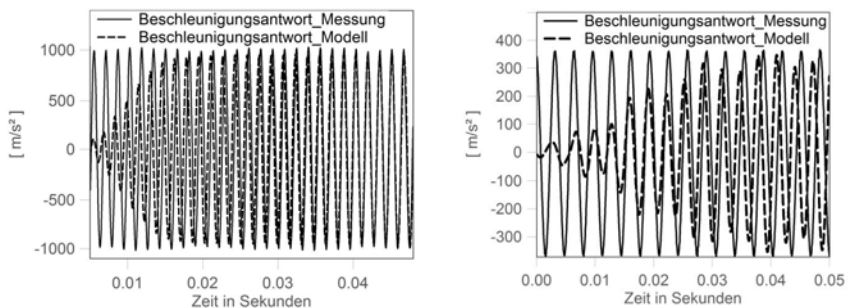 Beschleunigungsantwort_Messung
Beschleunigungsantwort_Modell
1000
500
0
-500
-1000
[ m/s² ]
0.01 0.02 0.03 0.04
Zeit in Sekunden
Beschleunigungsantwort_Messung
Beschleunigungsantwort_Modell
400
300
200
100
0
-100
-200
-300
[ m/s² ]
0.00 0.01 0.02 0.03 0.04 0.05
Zeit in Sekunden